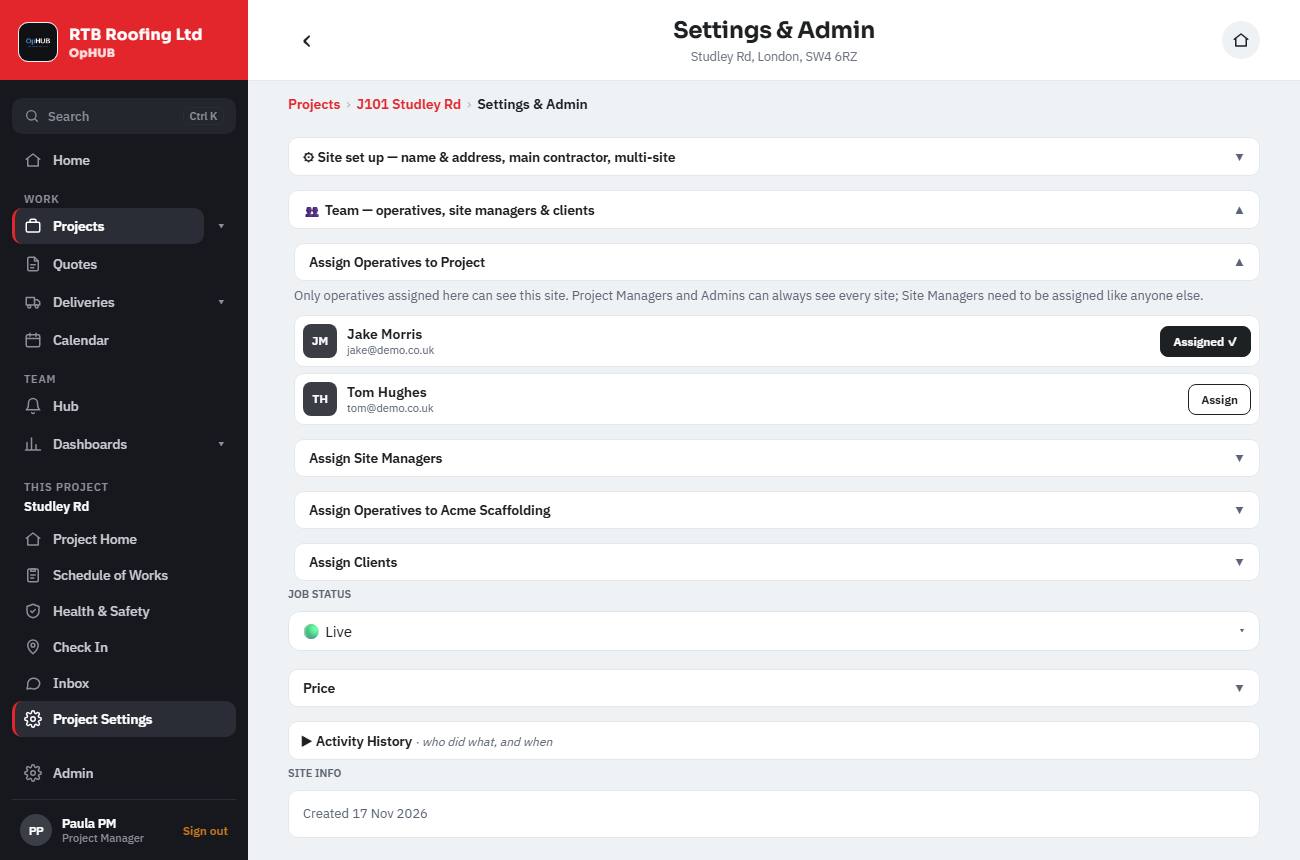 OpHUB
RTB Roofing Ltd
OpHUB
Search
Ctrl K
Home
WORK
Projects
Quotes
Deliveries
Calendar
TEAM
Hub
Dashboards
THIS PROJECT
Studley Rd
Project Home
Schedule of Works
Health & Safety
Check In
Inbox
Project Settings
Admin
PP
Paula PM
Project Manager
Sign out
Settings & Admin
Studley Rd, London, SW4 6RZ
Projects › J101 Studley Rd › Settings & Admin
⚙ Site set up — name & address, main contractor, multi-site ▼
👥 Team — operatives, site managers & clients ▲
Assign Operatives to Project ▲
Only operatives assigned here can see this site. Project Managers and Admins can always see every site; Site Managers need to be assigned like anyone else.
JM
Jake Morris
jake@demo.co.uk
Assigned ✓
TH
Tom Hughes
tom@demo.co.uk
Assign
Assign Site Managers ▼
Assign Operatives to Acme Scaffolding ▼
Assign Clients ▼
JOB STATUS
Live
Price ▼
▶ Activity History · who did what, and when
SITE INFO
Created 17 Nov 2026